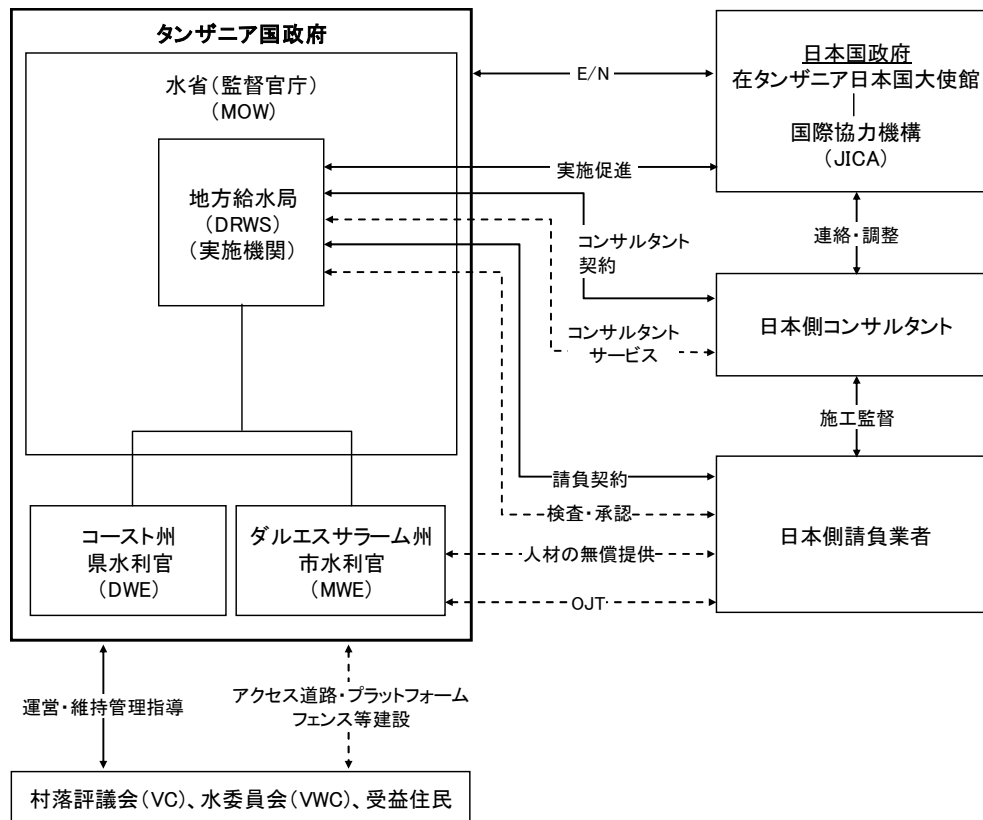 タンザニア国政府
水省(監督官庁)
(MOW)
地方給水局
(DRWS)
(実施機関)
コースト州
県水利官
(DWE)
ダルエスサラーム州
市水利官
(MWE)
E/N
実施促進
コンサルタント
契約
コンサルタント
サービス
請負契約
検査・承認
人材の無償提供
OJT
日本国政府
在タンザニア日本国大使館
国際協力機構
(JICA)
連絡・調整
日本側コンサルタント
施工監督
日本側請負業者
運営・維持管理指導
アクセス道路・プラットフォーム
フェンス等建設
村落評議会(VC)、水委員会(VWC)、受益住民